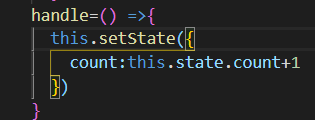 handle=() =>{
this.setState({
count:this.state.count+1
})
}